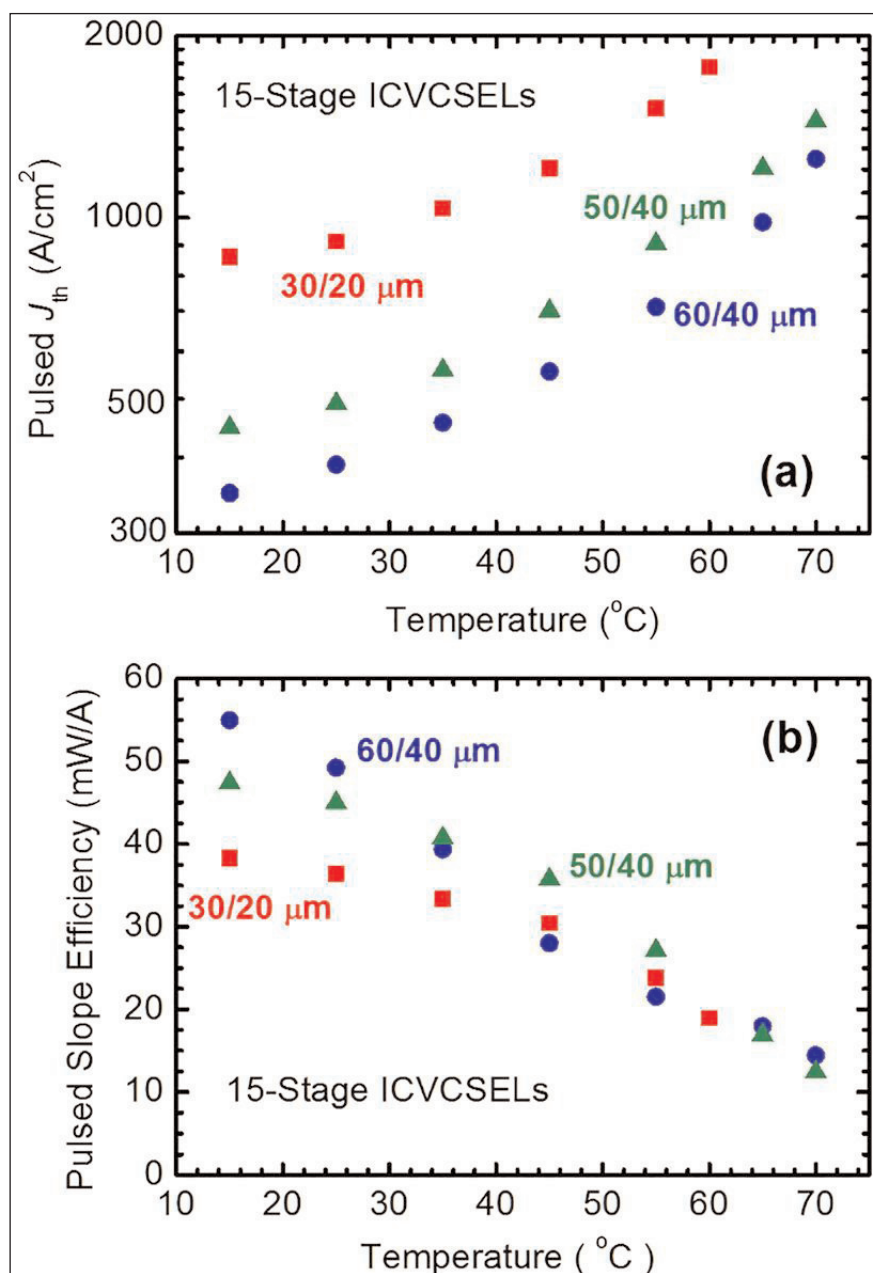 2000
15-Stage ICVCSELs
1000
50/40 μm
30/20 μm
60/40 μm
500
(a)
300
10 20 30 40 50 60 70
Pulsed Jth (A/cm²)
Temperature (°C)
60
(b)
60/40 μm
50
40
50/40 μm
30/20 μm
30
20
15-Stage ICVCSELs
10
0
10 20 30 40 50 60 70
Pulsed Slope Efficiency (mW/A)
Temperature ( °C )